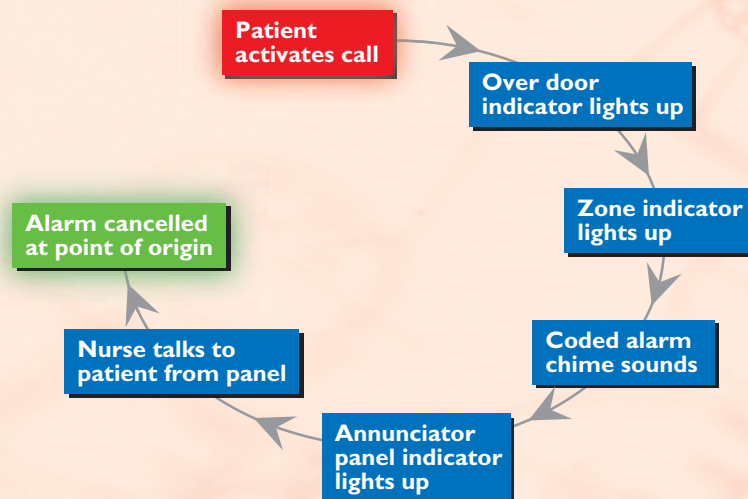 Patient
activates call
Over door
indicator lights up
Zone indicator
lights up
Coded alarm
chime sounds
Annunciator
panel indicator
lights up
Nurse talks to
patient from panel
Alarm cancelled
at point of origin